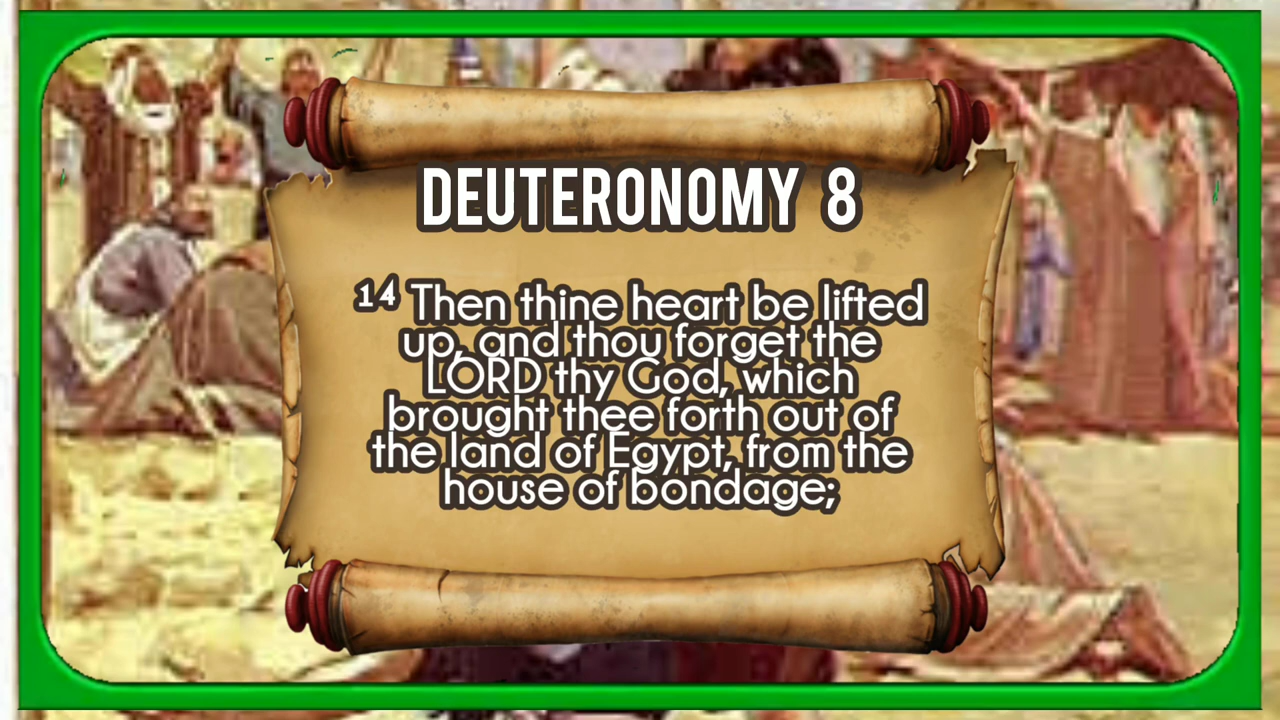 DEUTERONOMY 8
14 Then thine heart be lifted
up, and thou forget the
LORD thy God, which
brought thee forth out of
the land of Egypt, from the
house of bondage;